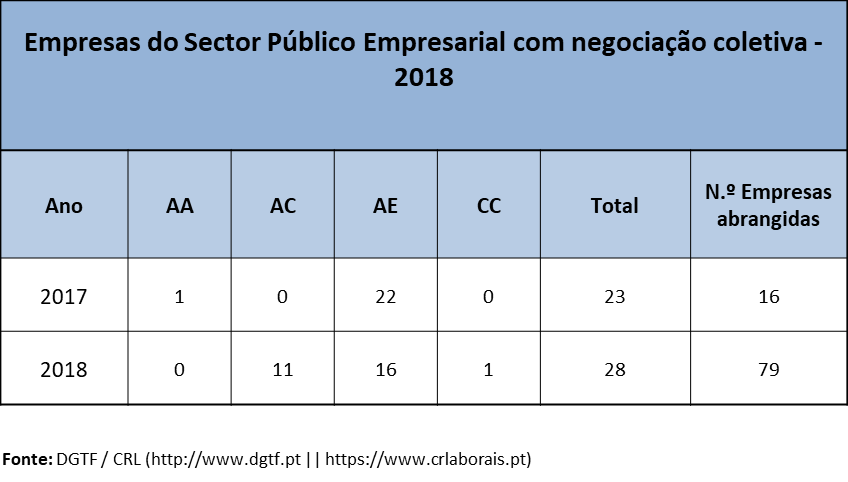 Empresas do Sector Público Empresarial com negociação coletiva -
2018
Ano AA AC AE CC Total N.º Empresas abrangidas
2017 1 0 22 0 23 16
2018 0 11 16 1 28 79
Fonte: DGTF / CRL (http://www.dgtf.pt || https://www.crlaborais.pt)